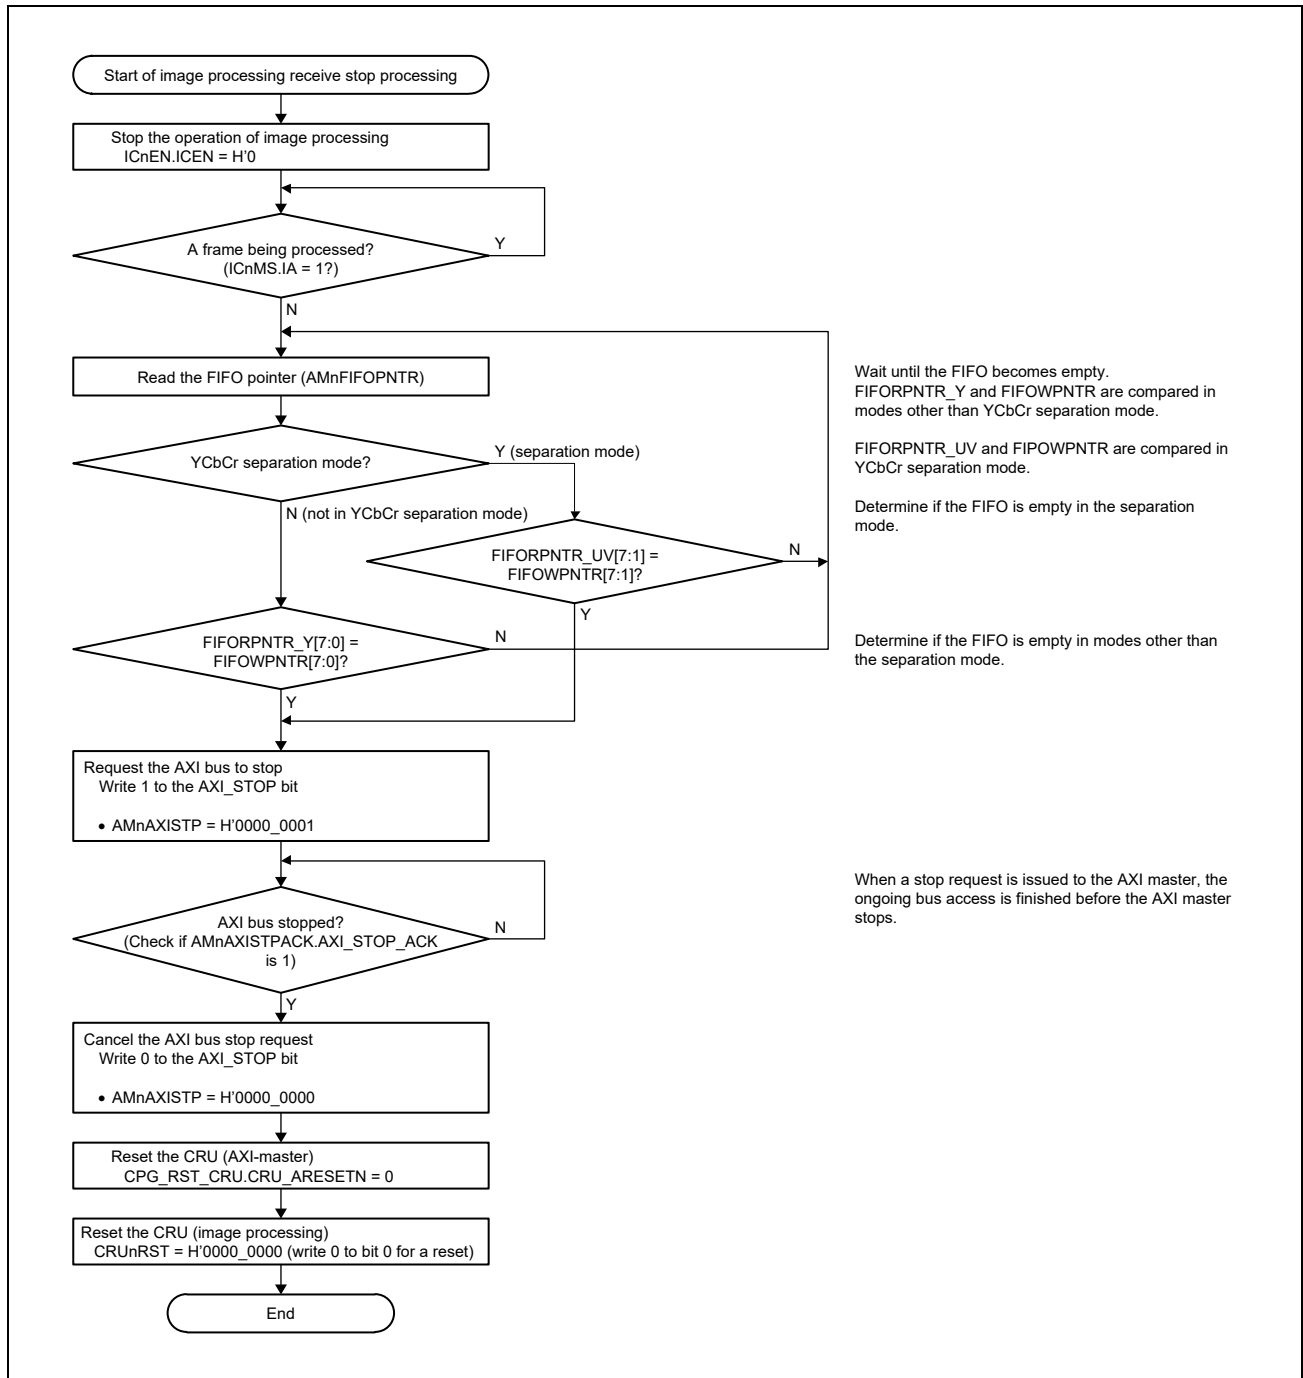 Start of image processing receive stop processing
Stop the operation of image processing
ICnEN.ICEN = H'0
A frame being processed?
(ICnMS.IA = 1?)
Y
N
Read the FIFO pointer (AMnFIFOPNTR)
Wait until the FIFO becomes empty.
FIFORPNTR_Y and FIFOWPNTR are compared in
modes other than YCbCr separation mode.
FIFORPNTR_UV and FIPOWPNTR are compared in
YCbCr separation mode.
YCbCr separation mode?
Y (separation mode)
N (not in YCbCr separation mode)
Determine if the FIFO is empty in the separation
mode.
FIFORPNTR_UV[7:1] =
FIFOWPNTR[7:1]?
N
Y
FIFORPNTR_Y[7:0] =
FIFOWPNTR[7:0]?
N
Y
Determine if the FIFO is empty in modes other than
the separation mode.
Request the AXI bus to stop
Write 1 to the AXI_STOP bit
• AMnAXISTP = H'0000_0001
AXI bus stopped?
(Check if AMnAXISTPACK.AXI_STOP_ACK
is 1)
N
Y
When a stop request is issued to the AXI master, the
ongoing bus access is finished before the AXI master
stops.
Cancel the AXI bus stop request
Write 0 to the AXI_STOP bit
• AMnAXISTP = H'0000_0000
Reset the CRU (AXI-master)
CPG_RST_CRU.CRU_ARESETN = 0
Reset the CRU (image processing)
CRUnRST = H'0000_0000 (write 0 to bit 0 for a reset)
End